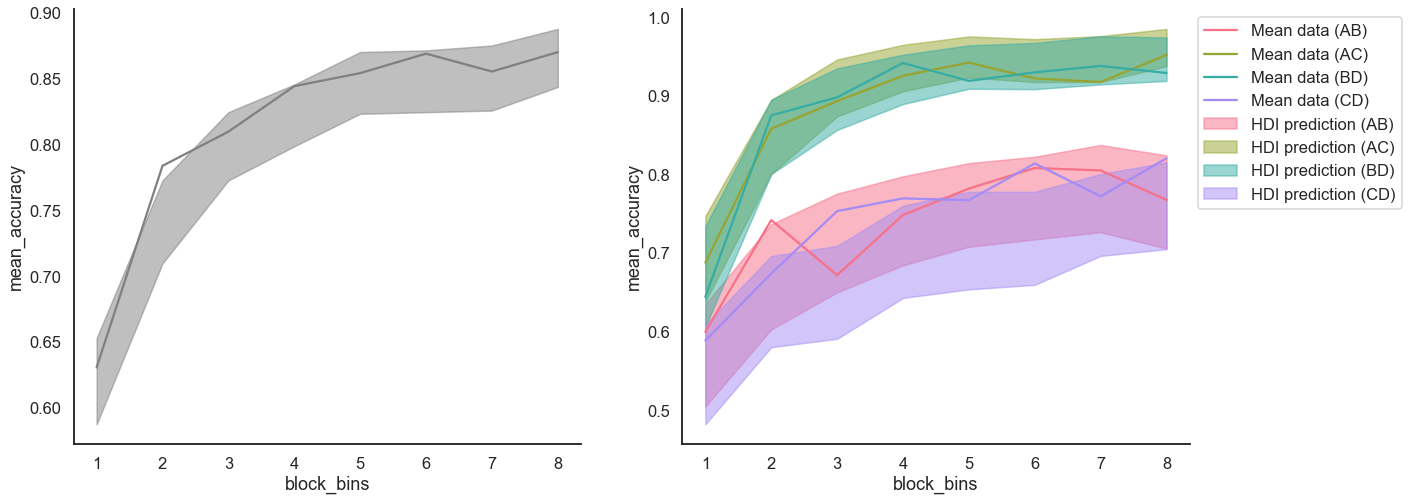 0.90
0.85
0.80
0.75
0.70
0.65
0.60
mean_accuracy
1 2 3 4 5 6 7 8
block_bins
1.0
0.9
0.8
0.7
0.6
0.5
mean_accuracy
1 2 3 4 5 6 7 8
block_bins
Mean data (AB)
Mean data (AC)
Mean data (BD)
Mean data (CD)
HDI prediction (AB)
HDI prediction (AC)
HDI prediction (BD)
HDI prediction (CD)